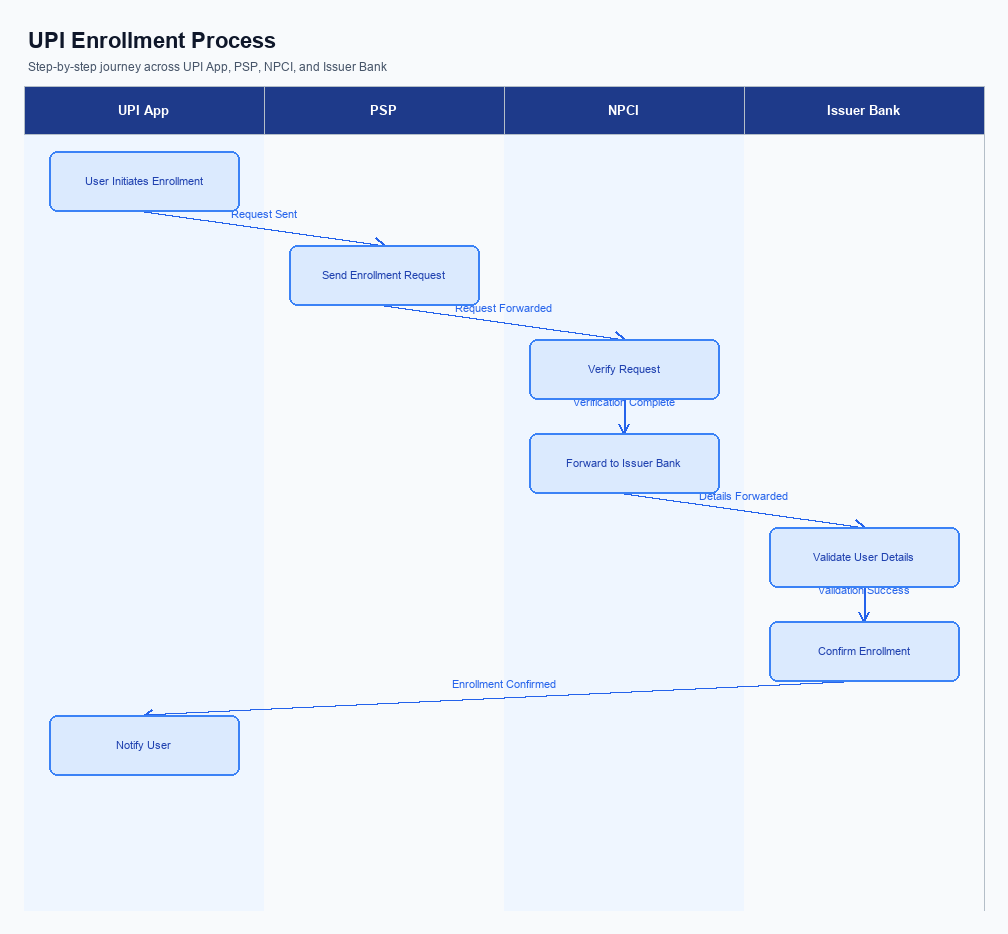 UPI Enrollment Process
Step-by-step journey across UPI App, PSP, NPCI, and Issuer Bank
UPI App
PSP
NPCI
Issuer Bank
User Initiates Enrollment
Request Sent
Send Enrollment Request
Request Forwarded
Verify Request
Verification Complete
Forward to Issuer Bank
Details Forwarded
Validate User Details
Validation Success
Confirm Enrollment
Enrollment Confirmed
Notify User